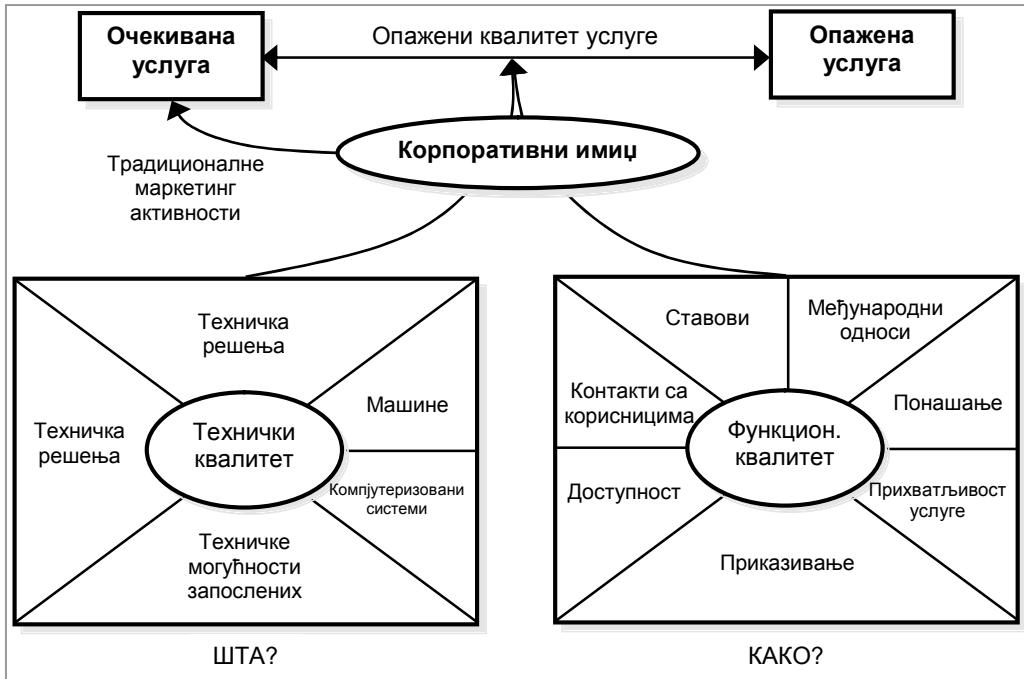 Очекивана
услуга
Опажени квалитет услуге
Опажена
услуга
Корпоративни имиџ
Традиционалне
маркетинг
активности
Техничка
решења
Машине
Техничка
решења
Технички
квалитет
Компјутеризовани
системи
Техничке
могућности
запослених
ШТА?
Ставови
Међународни
односи
Контакти са
корисницима
Понашање
Функцион.
квалитет
Доступност
Прихватљивост
услуге
Приказивање
КАКО?